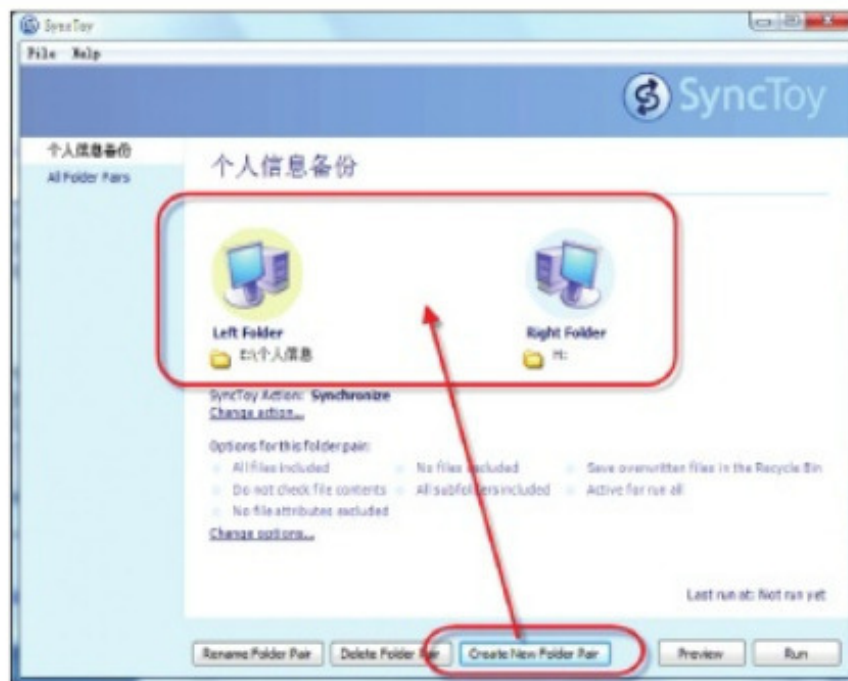 SyncToy
File Help
SyncToy
个人信息备份
All Folder Pairs
个人信息备份
Left Folder
E:\个人信息
Right Folder
H:
SyncToy Action: Synchronize
Change action...
Options for this folder pair:
All files included
No files excluded
Save overwritten files in the Recycle Bin
Do not check file contents
All subfolders included
Active for run all
No file attributes excluded
Change options...
Last run at: Not run yet
Rename Folder Pair
Delete Folder Pair
Create New Folder Pair
Preview
Run